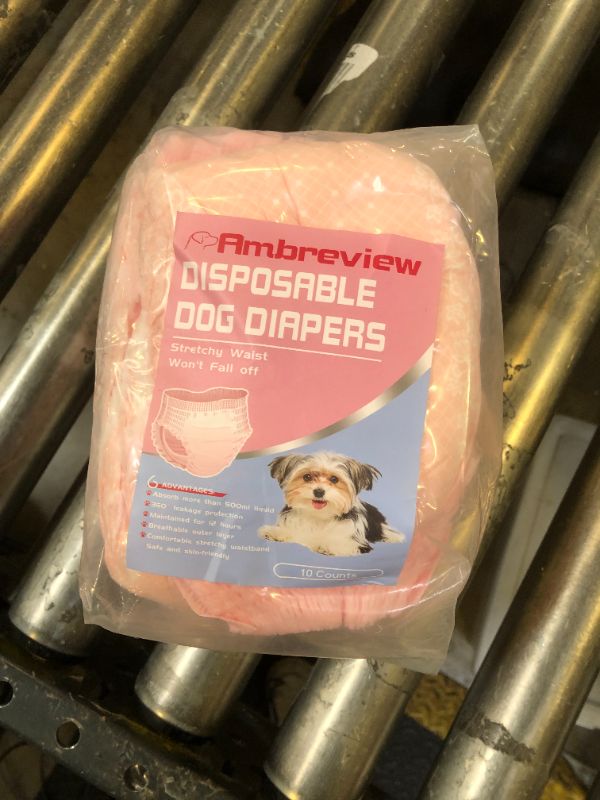 Ambreview
DISPOSABLE
DOG DIAPERS
Stretchy Waist
Won't Fall off
6 ADVANTAGES
Absorb more than 500ml liquid
360 leakage protection
Maintained for 12 hours
Breathable outer layer
Comfortable stretchy waistband
Safe and skin-friendly
10 Counts